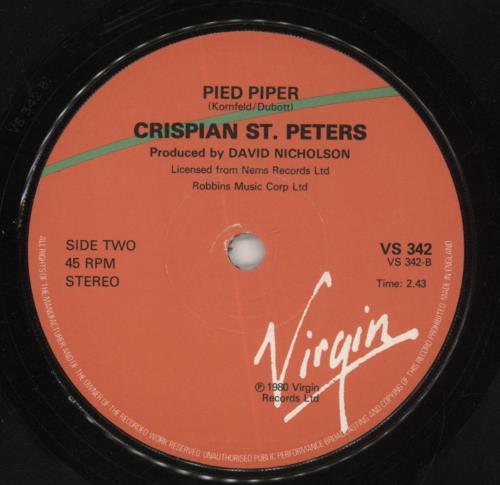 PIED PIPER
(Kornfeld/Dubott)
CRISPIAN ST. PETERS
Produced by DAVID NICHOLSON
Licensed from Nems Records Ltd
Robbins Music Corp Ltd
SIDE TWO
45 RPM
STEREO
VS 342
VS 342-B
Time: 2.43
Virgin
℗ 1980 Virgin
Records Ltd
ALL RIGHTS OF THE MANUFACTURER AND OF THE OWNER OF THE RECORDED WORK RESERVED UNAUTHORISED PUBLIC PERFORMANCE BROADCASTING AND COPYING OF THIS RECORD PROHIBITED MADE IN ENGLAND
VS 342 B